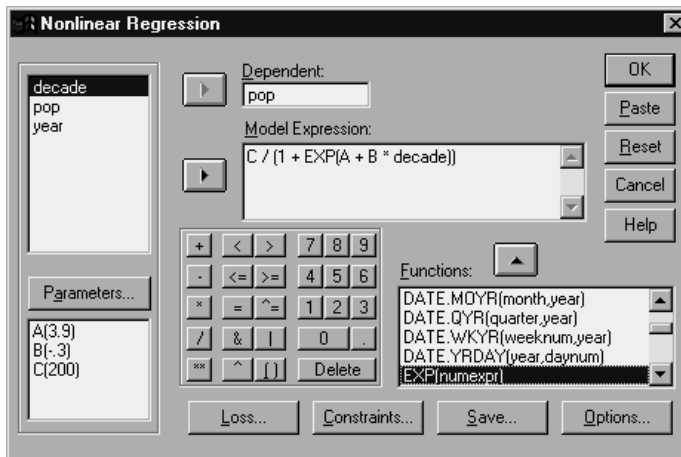 Nonlinear Regression
decade
pop
year
Dependent:
pop
Model Expression:
C / (1 + EXP(A + B * decade))
OK
Paste
Reset
Cancel
Help
Parameters...
A(3.9)
B(-.3)
C(200)
+ < > 7 8 9
- <= >= 4 5 6
* = ^= 1 2 3
/ & | 0 .
** ^ ( ) Delete
Functions:
DATE.MOYR(month,year)
DATE.QYR(quarter,year)
DATE.WKYR(weeknum,year)
DATE.YRDAY(year,daynum)
EXP(numexpr)
Loss...
Constraints...
Save...
Options...